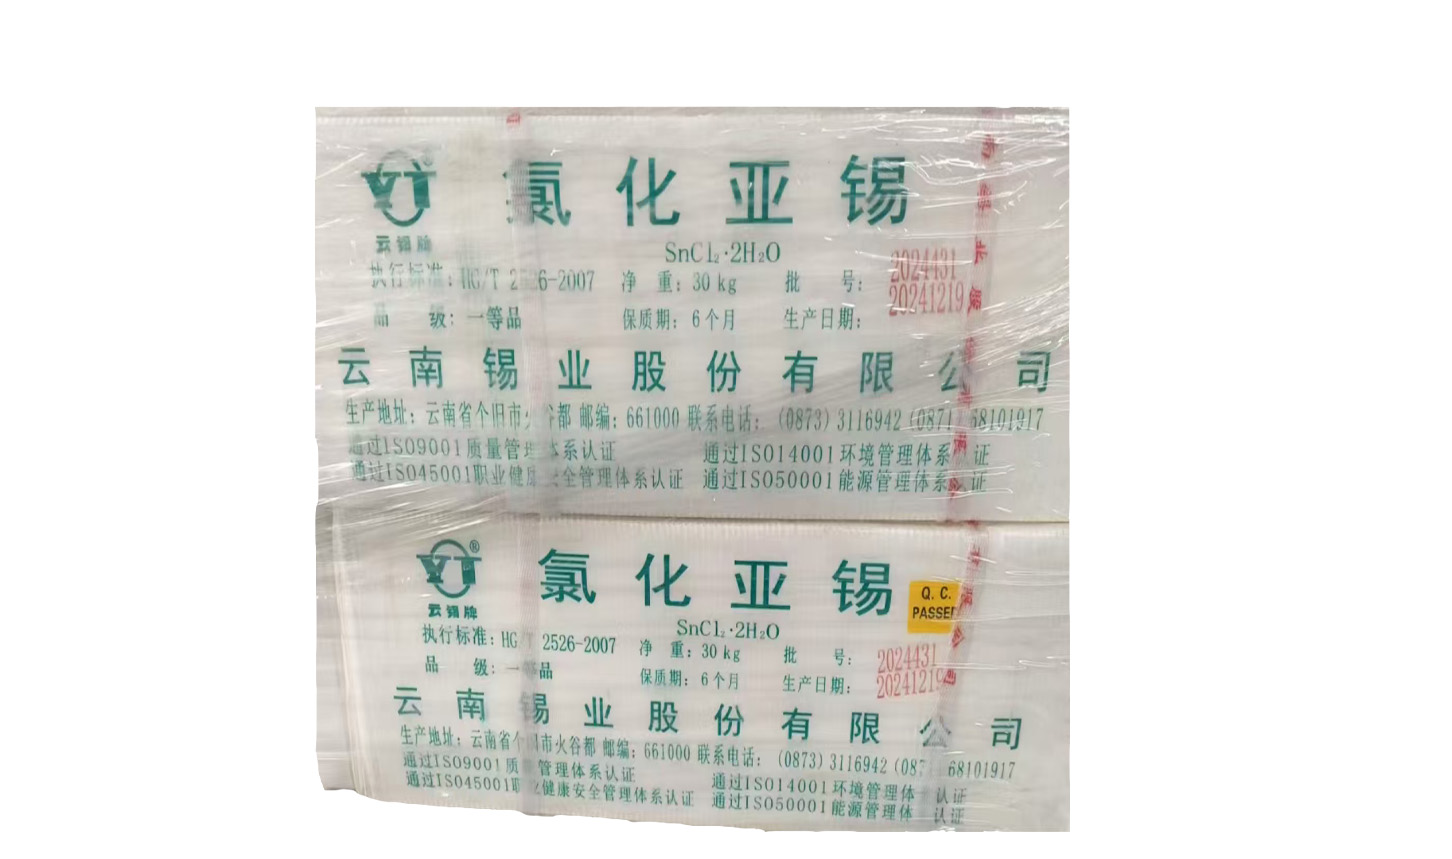 YT®
氯化亚锡
云锡牌
SnCl₂·2H₂O
执行标准：HG/T 2526-2007 净 重：30 kg 批 号：2024431
品 级：一等品 保质期：6个月 生产日期：20241219
云南锡业股份有限公司
生产地址：云南省个旧市火谷都 邮编：661000 联系电话：(0873) 3116942 (0871) 68101917
通过ISO9001质量管理体系认证 通过ISO14001环境管理体系认证
通过ISO45001职业健康安全管理体系认证 通过ISO50001能源管理体系认证
YT®
氯化亚锡
Q. C.
PASSED
云锡牌
SnCl₂·2H₂O
执行标准：HG/T 2526-2007 净 重：30 kg 批 号：2024431
品 级：一等品 保质期：6个月 生产日期：20241219
云南锡业股份有限公司
生产地址：云南省个旧市火谷都 邮编：661000 联系电话：(0873) 3116942 (0871) 68101917
通过ISO9001质量管理体系认证 通过ISO14001环境管理体系认证
通过ISO45001职业健康安全管理体系认证 通过ISO50001能源管理体系认证